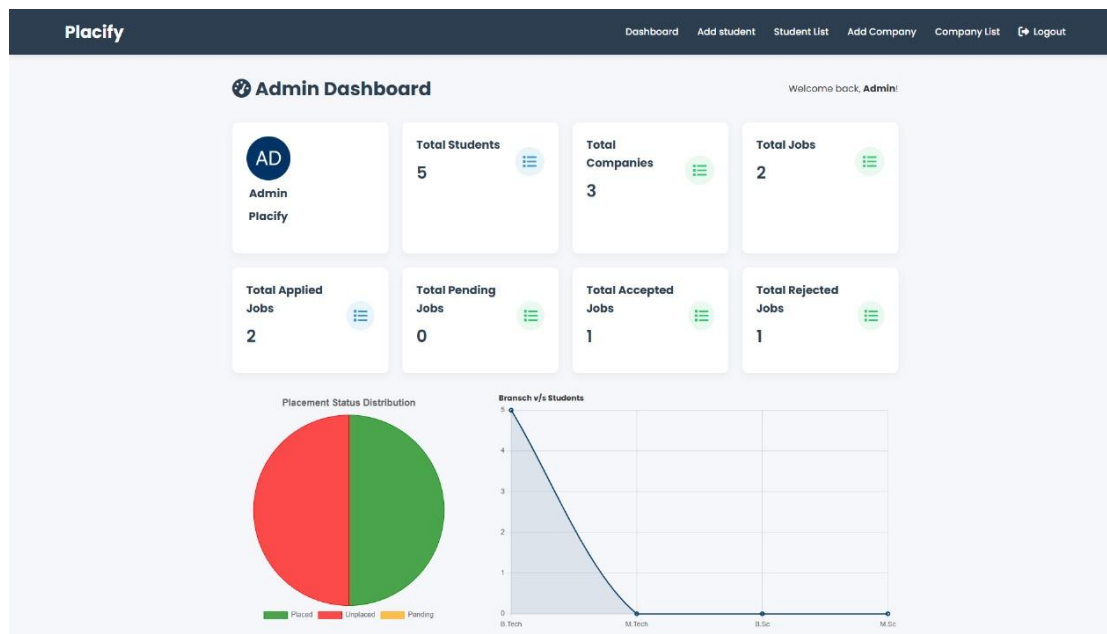 Placify
Dashboard Add student Student List Add Company Company List Logout
Admin Dashboard
Welcome back, Admin!
AD
Admin
Placify
Total Students
5
Total
Companies
3
Total Jobs
2
Total Applied
Jobs
2
Total Pending
Jobs
0
Total Accepted
Jobs
1
Total Rejected
Jobs
1
Placement Status Distribution
Placed Unplaced Pending
Bransch v/s Students
5
4
3
2
1
0
B.Tech M.Tech B.Sc M.Sc